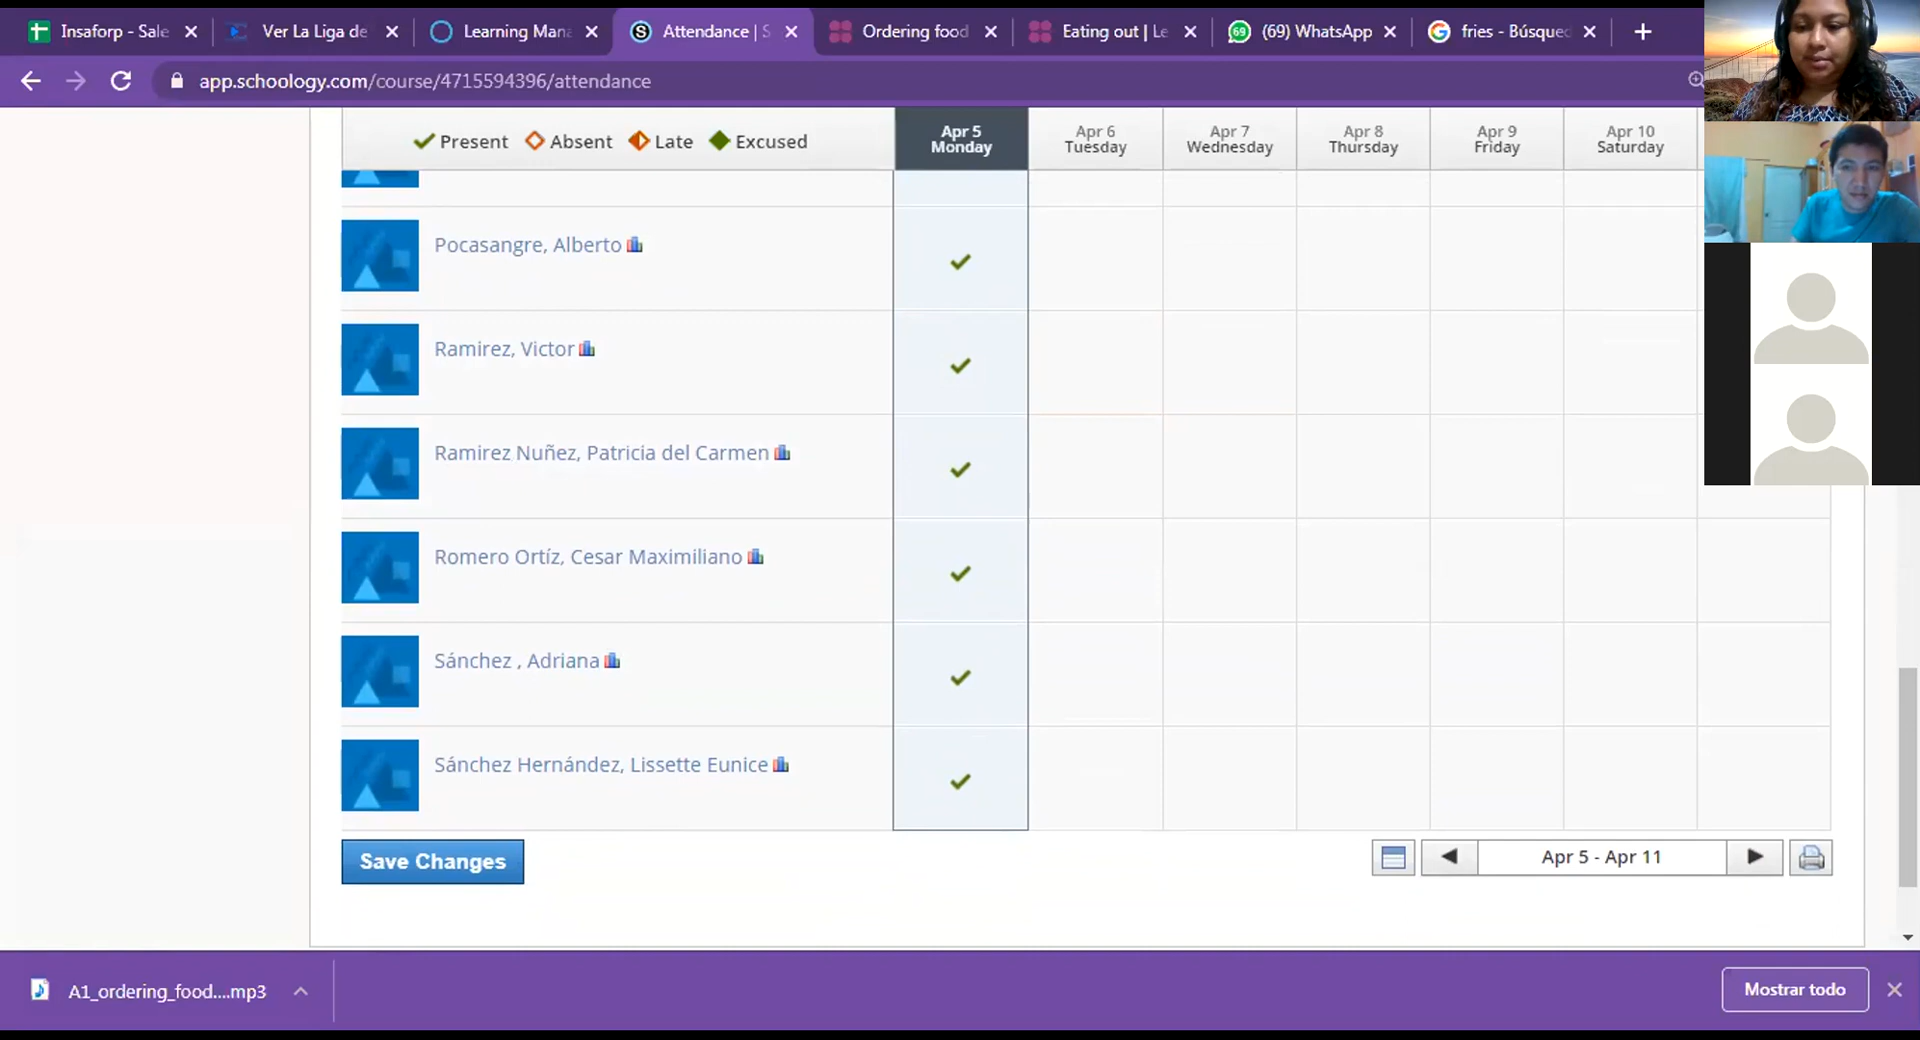 Insaforp - Sale
Ver La Liga de
Learning Mana
Attendance | S
Ordering food
Eating out | Le
69
(69) WhatsApp
fries - Búsqued
app.schoology.com/course/4715594396/attendance
Present Absent Late Excused
Apr 5
Monday
Apr 6
Tuesday
Apr 7
Wednesday
Apr 8
Thursday
Apr 9
Friday
Apr 10
Saturday
Pocasangre, Alberto
Ramirez, Victor
Ramirez Nuñez, Patricia del Carmen
Romero Ortíz, Cesar Maximiliano
Sánchez , Adriana
Sánchez Hernández, Lissette Eunice
Save Changes
Apr 5 - Apr 11
A1_ordering_food....mp3
Mostrar todo